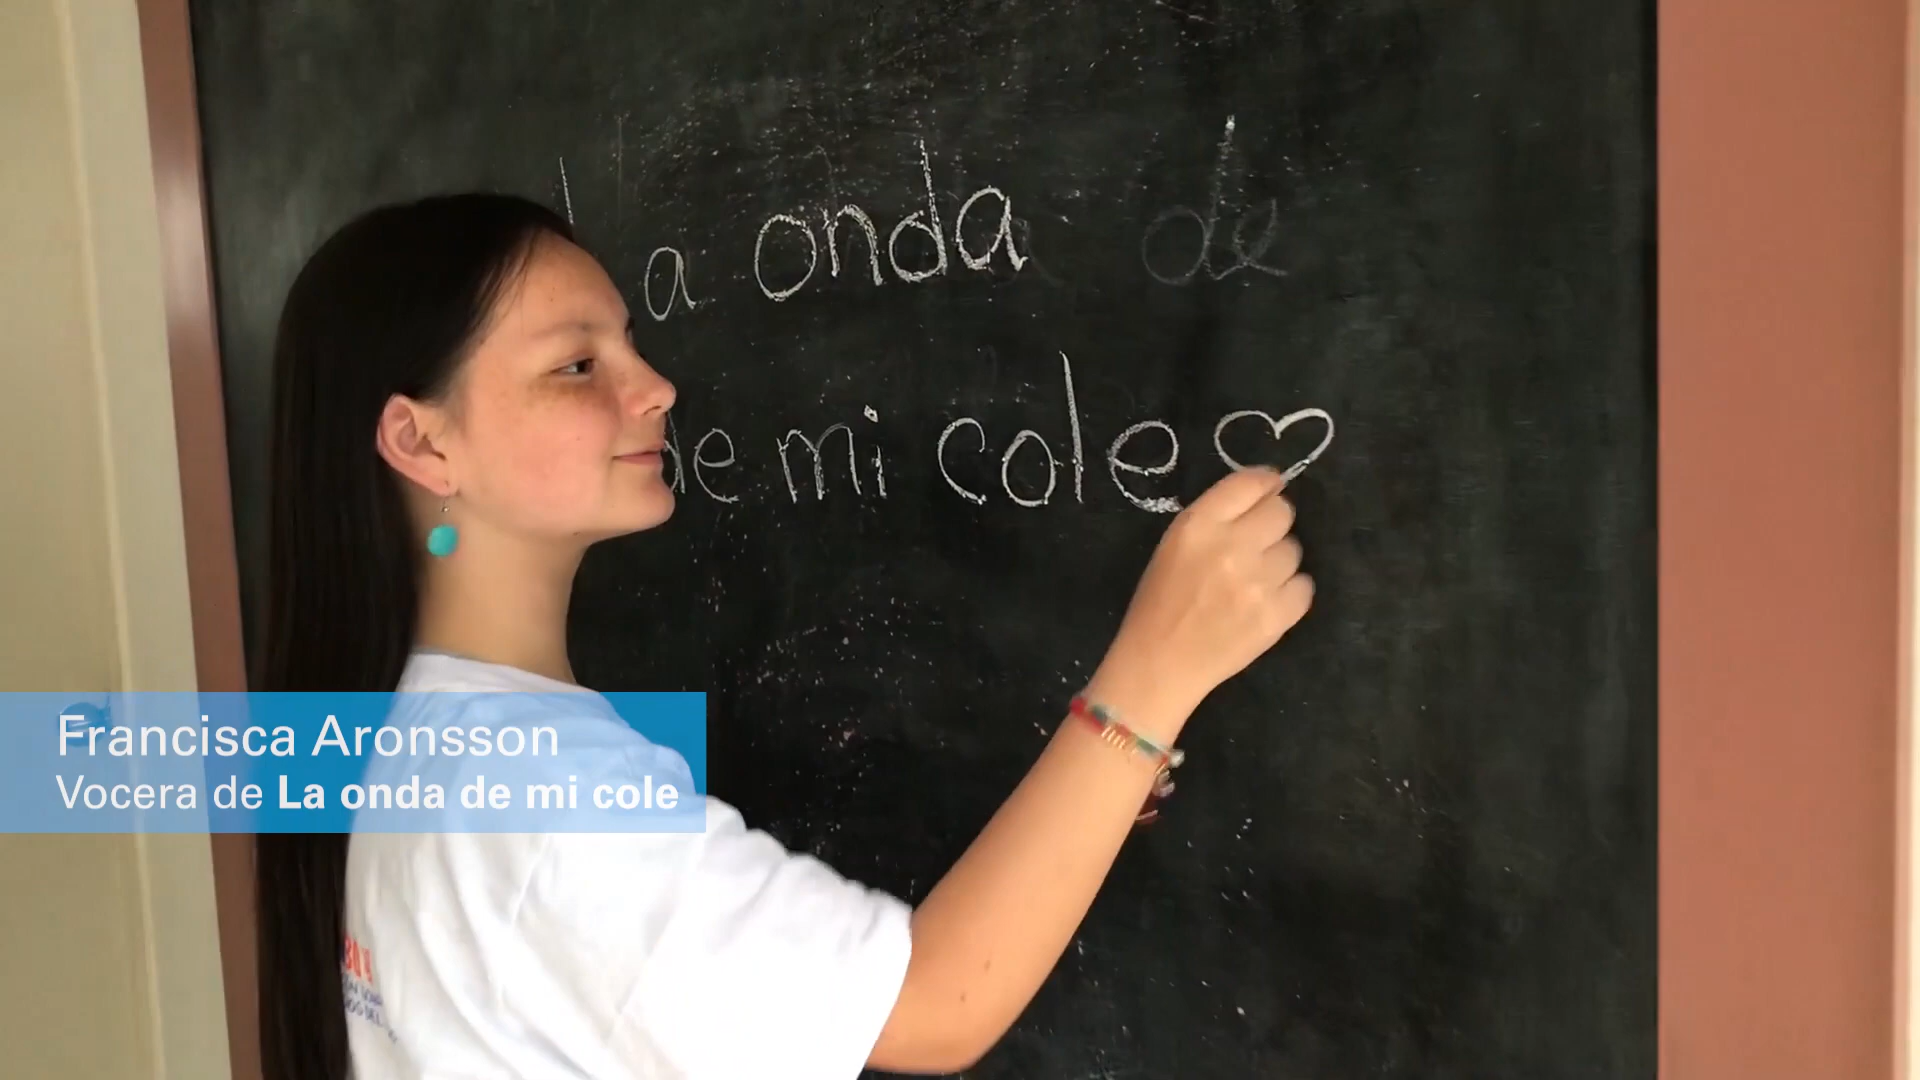 La onda de
de mi cole
Francisca Aronsson
Vocera de La onda de mi cole